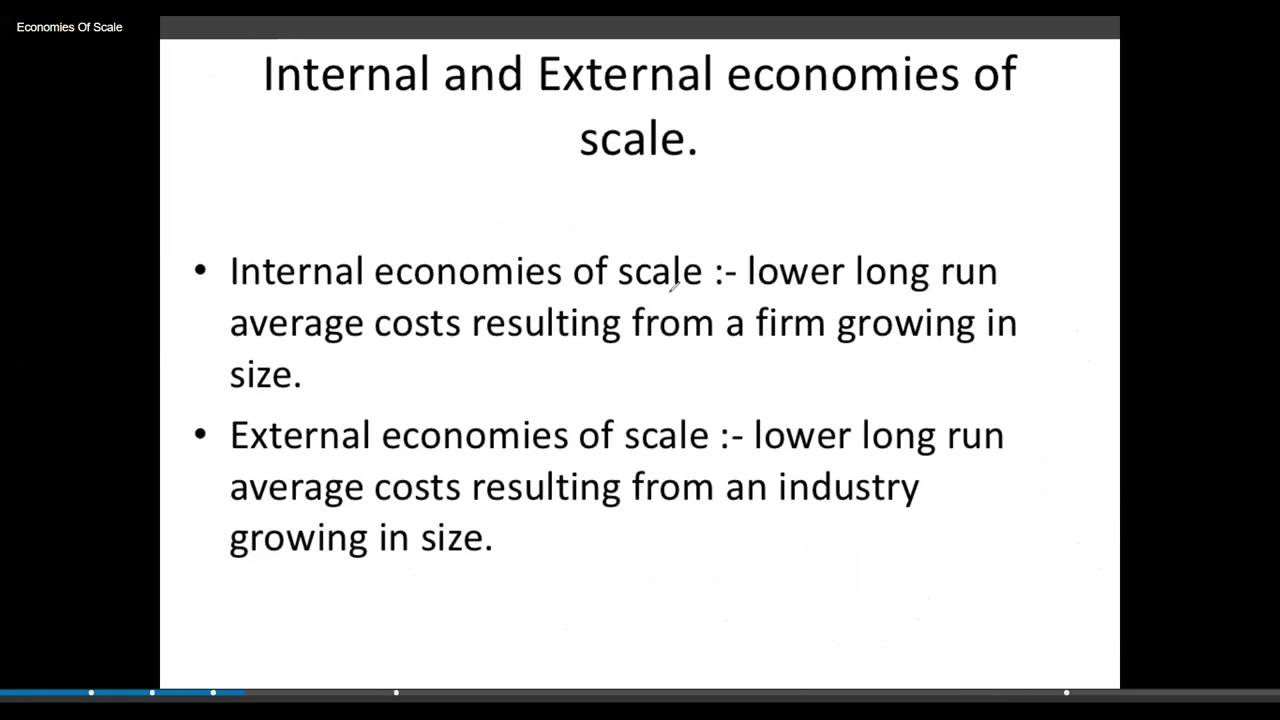 Economies Of Scale
Internal and External economies of
scale.
• Internal economies of scale :- lower long run
average costs resulting from a firm growing in
size.
• External economies of scale :- lower long run
average costs resulting from an industry
growing in size.